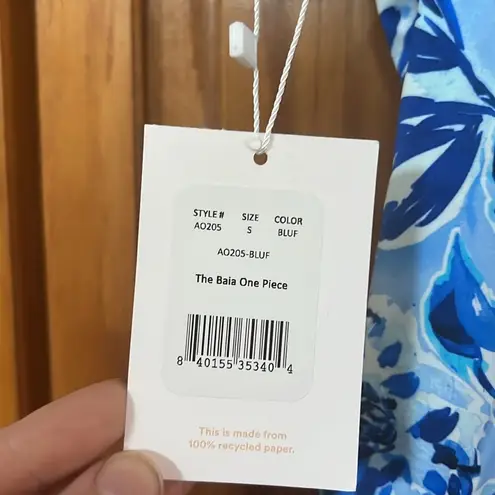 STYLE # SIZE COLOR
AO205 S BLUF
AO205-BLUF
The Baia One Piece
8 40155 35340 4
This is made from
100% recycled paper.